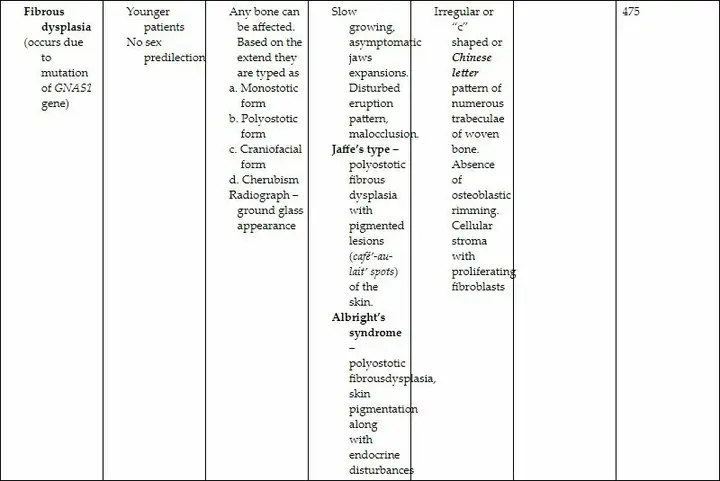 Fibrous
dysplasia
(occurs due
to
mutation
of GNAS1
gene)
Younger
patients
No sex
predilection
Any bone can
be affected.
Based on the
extend they
are typed as
a. Monostotic
form
b. Polyostotic
form
c. Craniofacial
form
d. Cherubism
Radiograph –
ground glass
appearance
Slow
growing,
asymptomatic
jaws
expansions.
Disturbed
eruption
pattern,
malocclusion.
Jaffe's type –
polyostotic
fibrous
dysplasia
with
pigmented
lesions
(café'-au-
lait' spots)
of the
skin.
Albright's
syndrome
–
polyostotic
fibrousdysplasia,
skin
pigmentation
along
with
endocrine
disturbances
Irregular or
"c"
shaped or
Chinese
letter
pattern of
numerous
trabeculae
of woven
bone.
Absence
of
osteoblastic
rimming.
Cellular
stroma
with
proliferating
fibroblasts
475